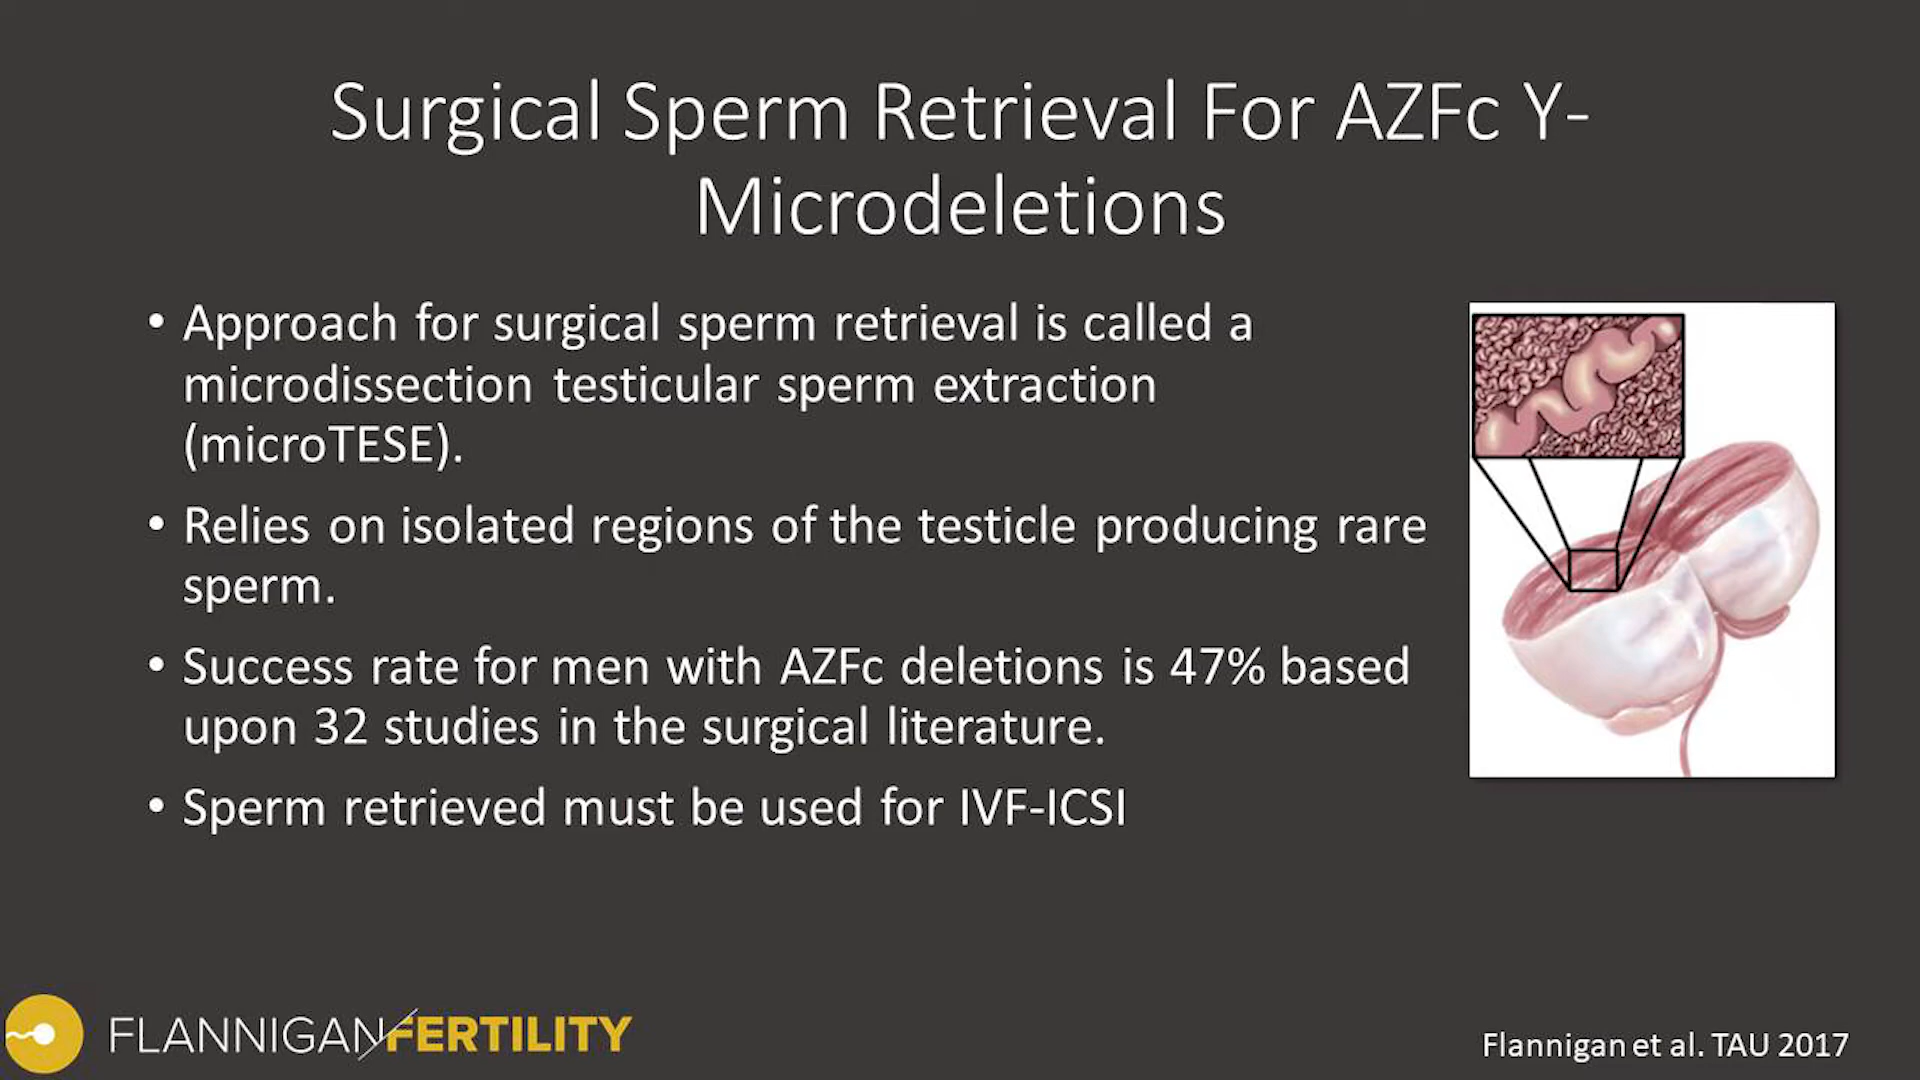 Surgical Sperm Retrieval For AZFc Y-
Microdeletions
• Approach for surgical sperm retrieval is called a
microdissection testicular sperm extraction
(microTESE).
• Relies on isolated regions of the testicle producing rare
sperm.
• Success rate for men with AZFc deletions is 47% based
upon 32 studies in the surgical literature.
• Sperm retrieved must be used for IVF-ICSI
FLANNIGAN/FERTILITY
Flannigan et al. TAU 2017